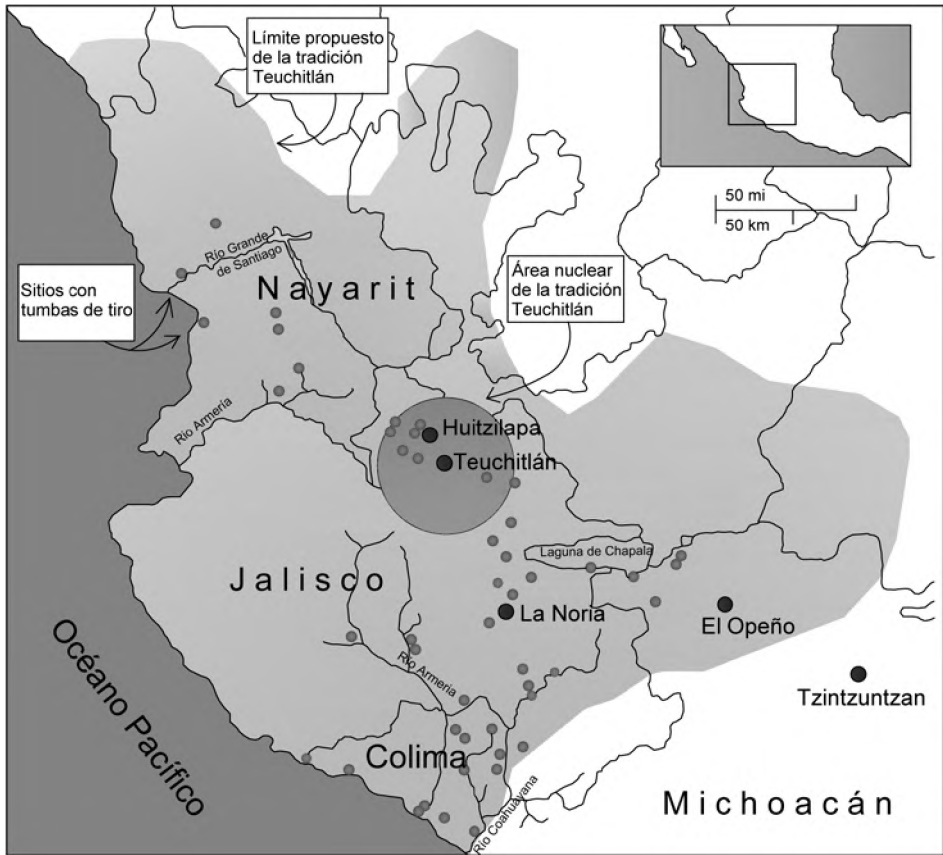 Límite propuesto
de la tradición
Teuchitlán
50 mi
50 km
Río Grande
de Santiago
Sitios con
tumbas de tiro
Nayarit
Área nuclear
de la tradición
Teuchitlán
Río Armería
Huitzilapa
Teuchitlán
Laguna de Chapala
Jalisco
La Noria
El Opeño
Río Armería
Tzintzuntzan
Océano Pacífico
Colima
Michoacán
Río Coahuayana